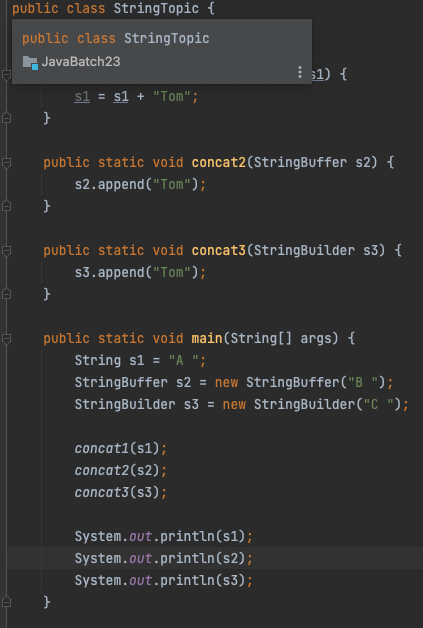 public class StringTopic {
public class StringTopic
JavaBatch23
s1) {
s1 = s1 + "Tom";
}
public static void concat2(StringBuffer s2) {
s2.append("Tom");
}
public static void concat3(StringBuilder s3) {
s3.append("Tom");
}
public static void main(String[] args) {
String s1 = "A ";
StringBuffer s2 = new StringBuffer("B ");
StringBuilder s3 = new StringBuilder("C ");
concat1(s1);
concat2(s2);
concat3(s3);
System.out.println(s1);
System.out.println(s2);
System.out.println(s3);
}